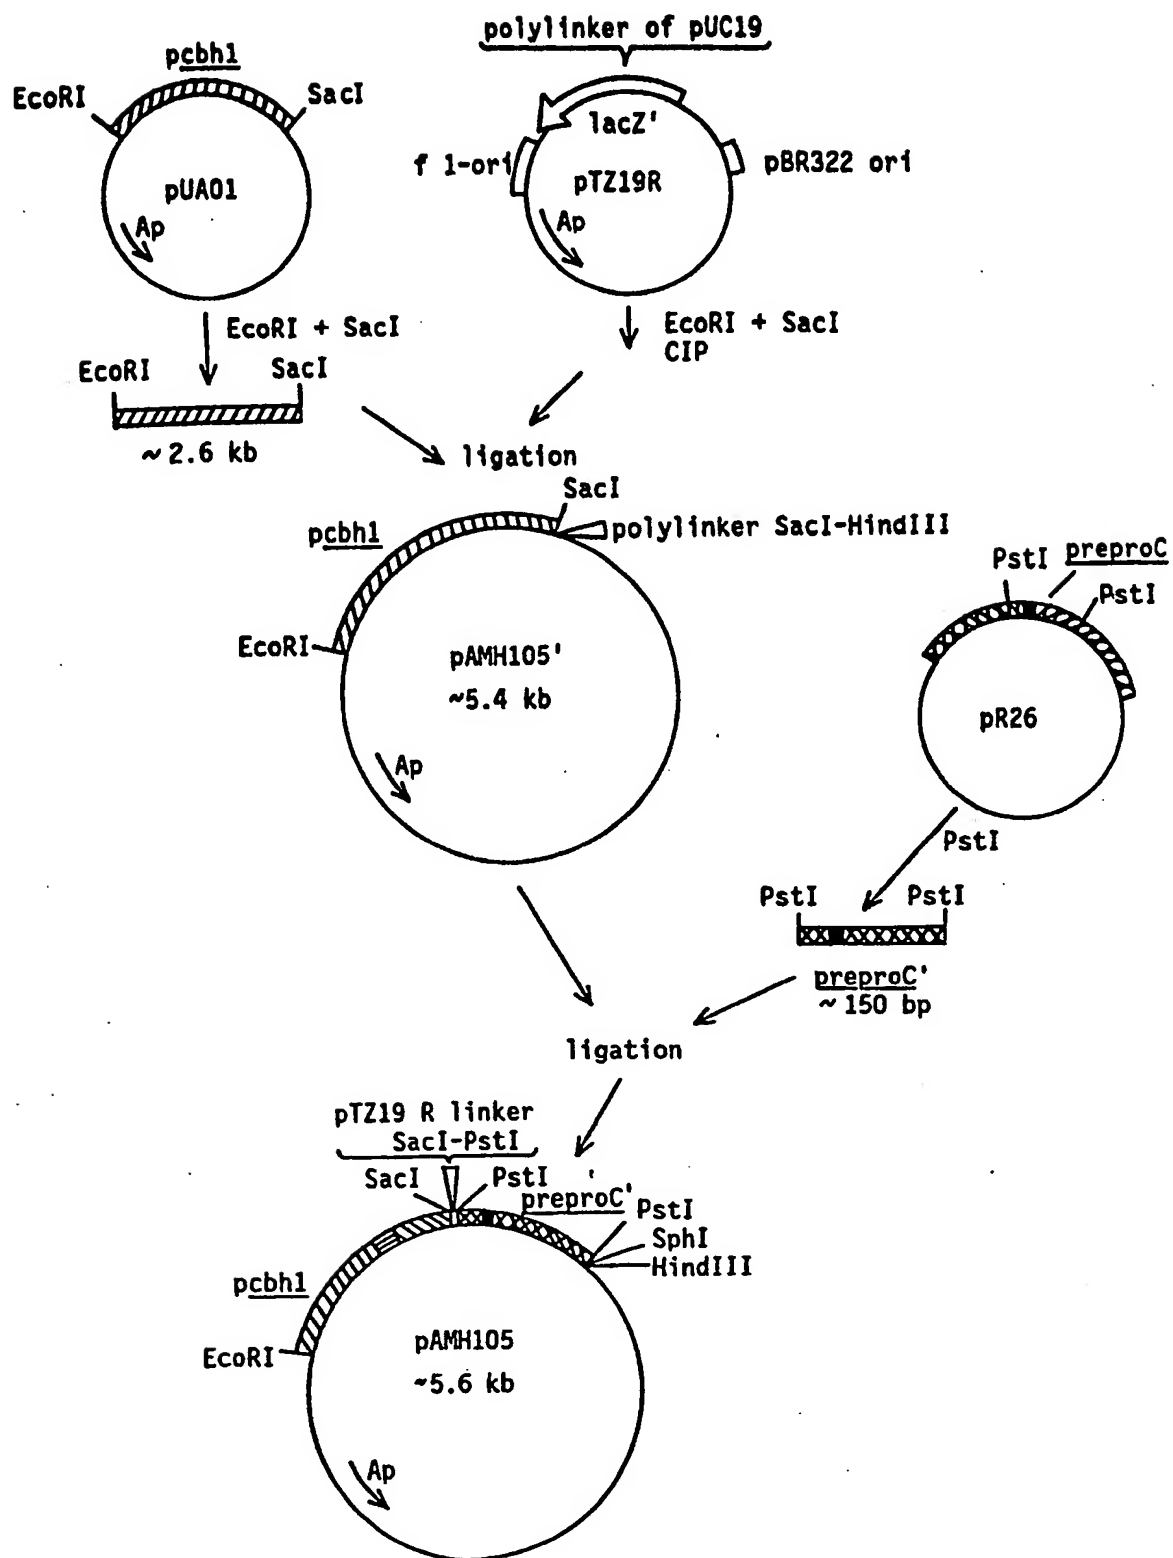 pcbh1
EcoRI
SacI
pUA01
Ap
EcoRI + SacI
EcoRI
SacI
~2.6 kb
polylinker of pUC19
lacZ'
f 1-ori
pTZ19R
pBR322 ori
Ap
EcoRI + SacI
CIP
ligation
SacI
polylinker SacI-HindIII
pcbh1
EcoRI
pAMH105'
~5.4 kb
Ap
PstI
preproC
PstI
pR26
PstI
PstI
PstI
preproC'
~150 bp
ligation
pTZ19 R linker
SacI-PstI
SacI
PstI
preproC'
PstI
SphI
HindIII
pcbh1
EcoRI
pAMH105
~5.6 kb
Ap